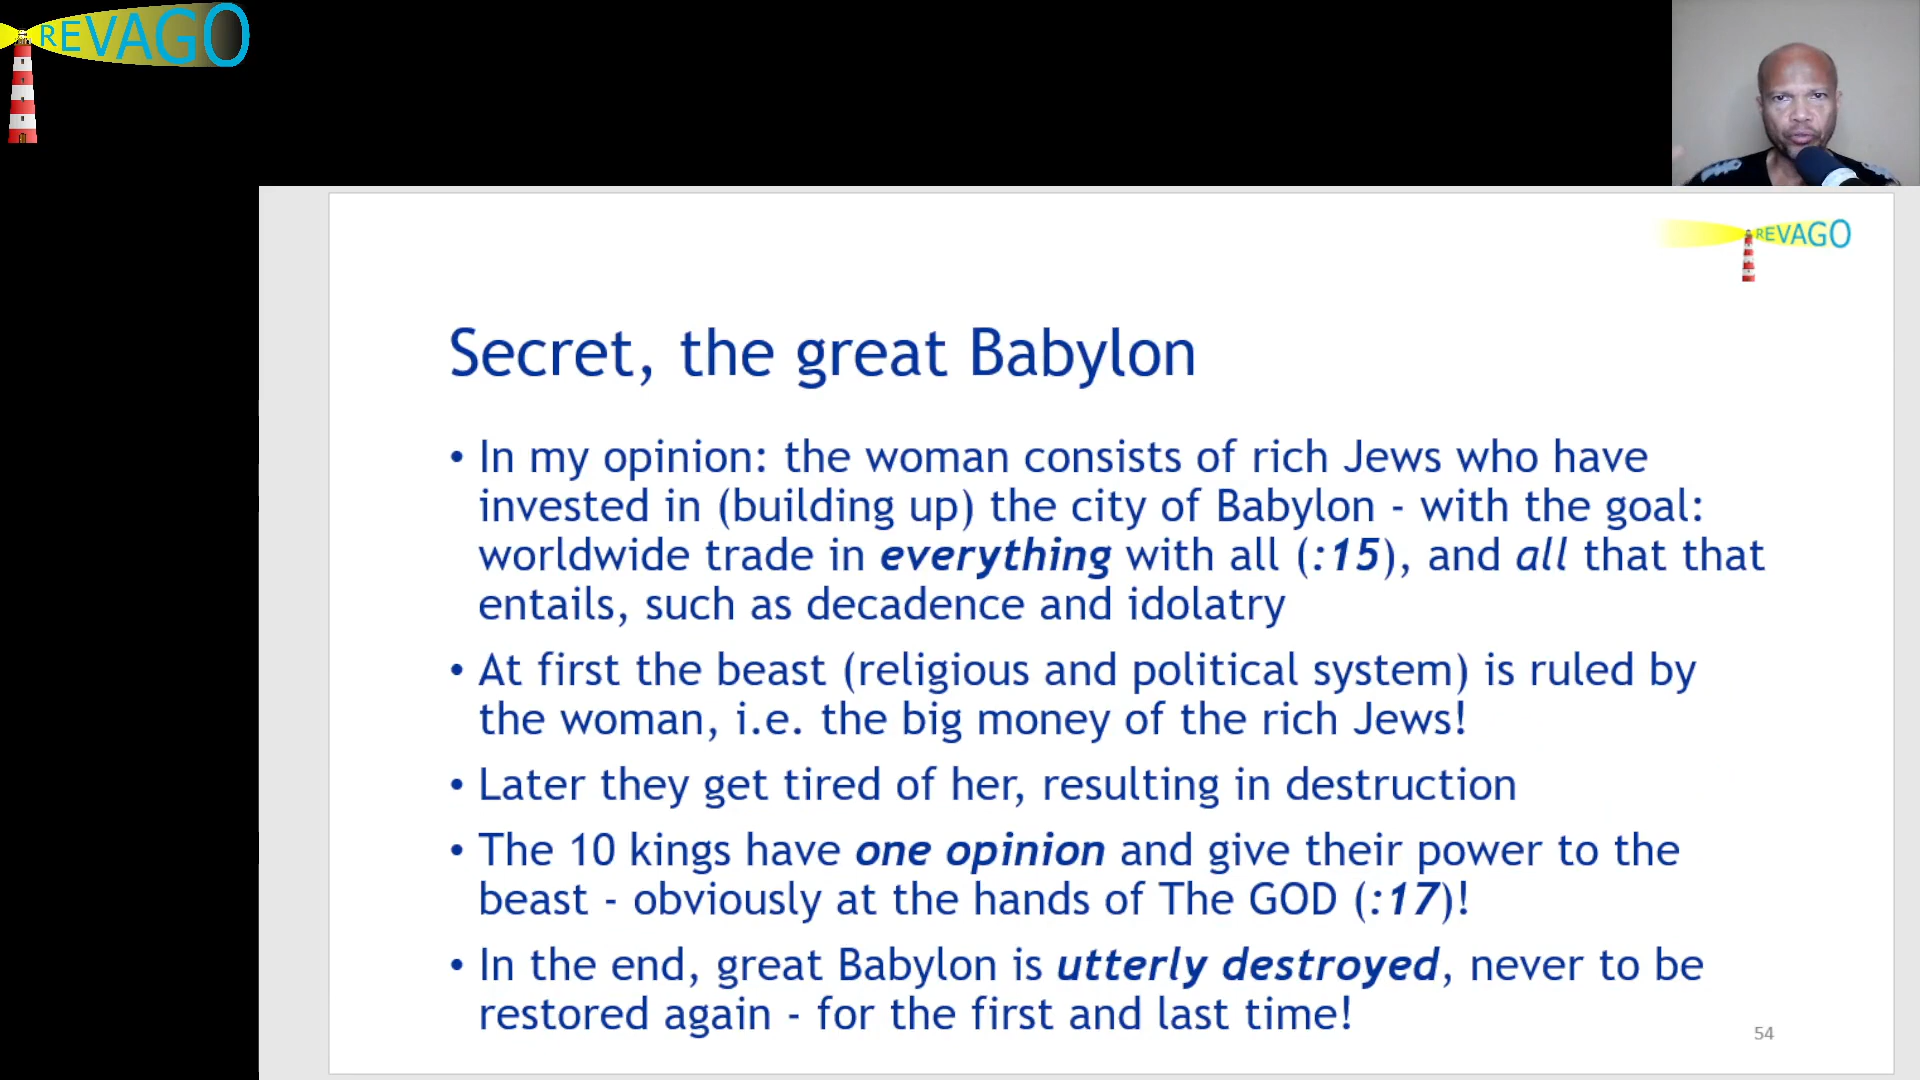 REVAGO
REVAGO
Secret, the great Babylon
• In my opinion: the woman consists of rich Jews who have
invested in (building up) the city of Babylon - with the goal:
worldwide trade in everything with all (:15), and all that that
entails, such as decadence and idolatry
• At first the beast (religious and political system) is ruled by
the woman, i.e. the big money of the rich Jews!
• Later they get tired of her, resulting in destruction
• The 10 kings have one opinion and give their power to the
beast - obviously at the hands of The GOD (:17)!
• In the end, great Babylon is utterly destroyed, never to be
restored again - for the first and last time!
54